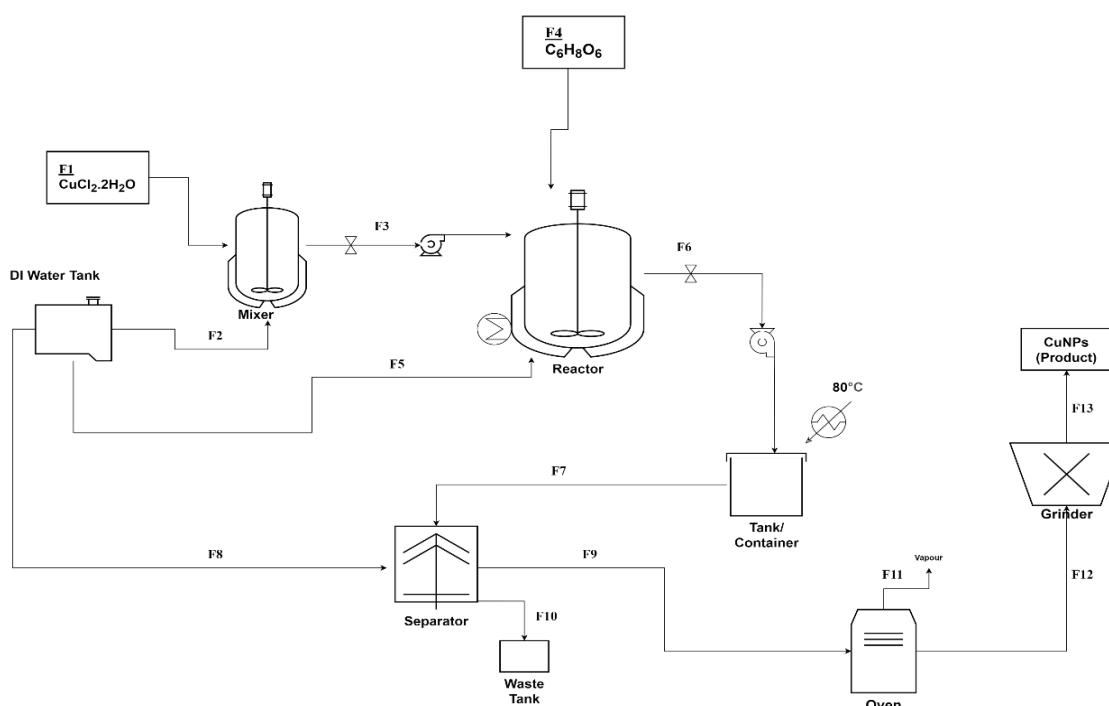 F4
C₆H₈O₆
F1
CuCl₂.2H₂O
F3
DI Water Tank
F6
Mixer
F2
CuNPs
(Product)
F5
Reactor
80°C
F13
F7
Grinder
Tank/
Container
F8
F9
Vapour
F11
F12
F10
Separator
Waste
Tank
Oven
C
C